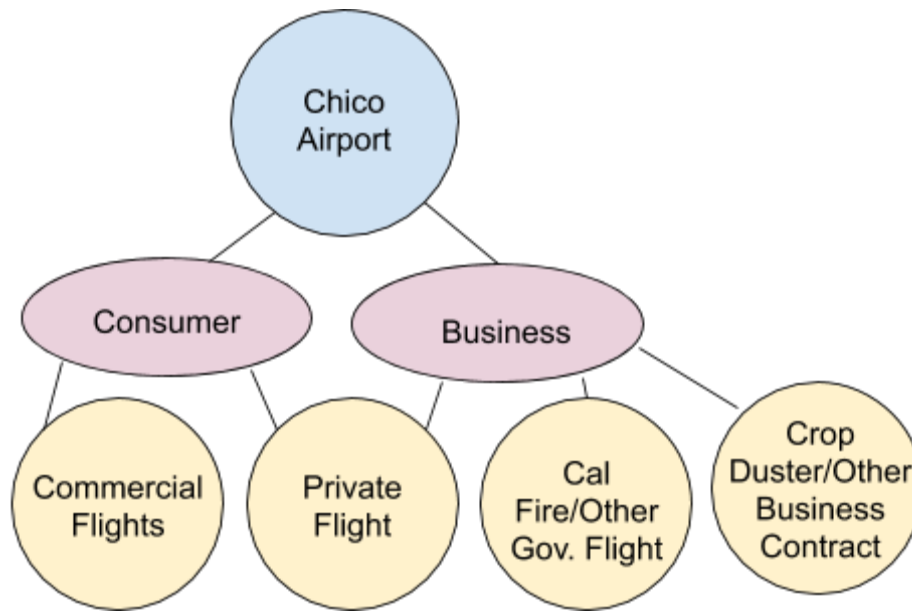 Chico
Airport
Consumer
Business
Commercial
Flights
Private
Flight
Cal
Fire/Other
Gov. Flight
Crop
Duster/Other
Business
Contract